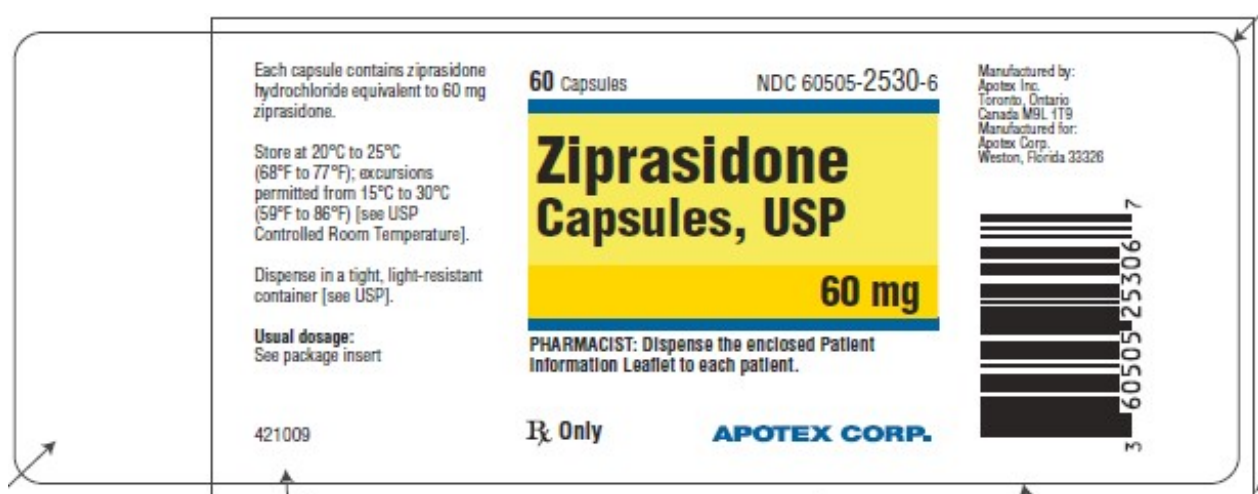 Each capsule contains ziprasidone
hydrochloride equivalent to 60 mg
ziprasidone.
Store at 20°C to 25°C
(68°F to 77°F); excursions
permitted from 15°C to 30°C
(59°F to 86°F) [see USP
Controlled Room Temperature].
Dispense in a tight, light-resistant
container [see USP].
Usual dosage:
See package insert
421009
60 Capsules NDC 60505-2530-6
Ziprasidone
Capsules, USP
60 mg
PHARMACIST: Dispense the enclosed Patient
Information Leaflet to each patient.
℞ Only APOTEX CORP.
Manufactured by:
Apotex Inc.
Toronto, Ontario
Canada M9L 1T9
Manufactured for:
Apotex Corp.
Weston, Florida 33326
3 60505 25306 7